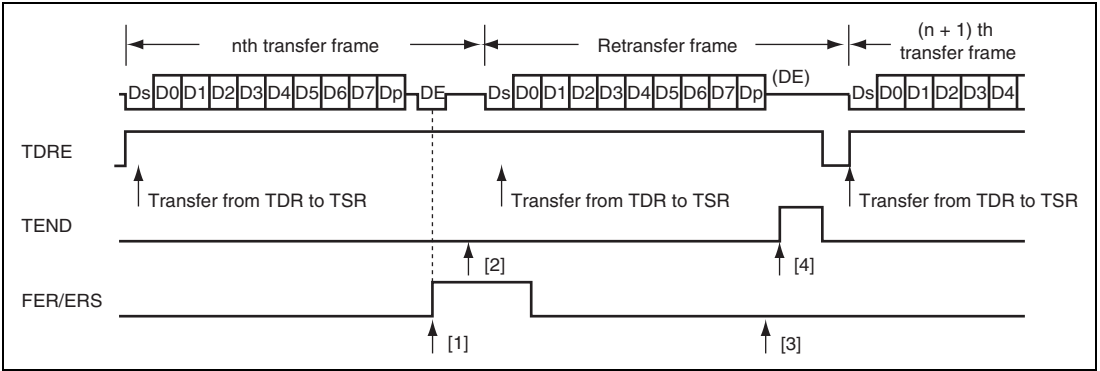 nth transfer frame
Retransfer frame
(n + 1) th
transfer frame
Ds D0 D1 D2 D3 D4 D5 D6 D7 Dp DE Ds D0 D1 D2 D3 D4 D5 D6 D7 Dp (DE) Ds D0 D1 D2 D3 D4
TDRE
Transfer from TDR to TSR Transfer from TDR to TSR Transfer from TDR to TSR
TEND
[2] [4]
FER/ERS
[1] [3]